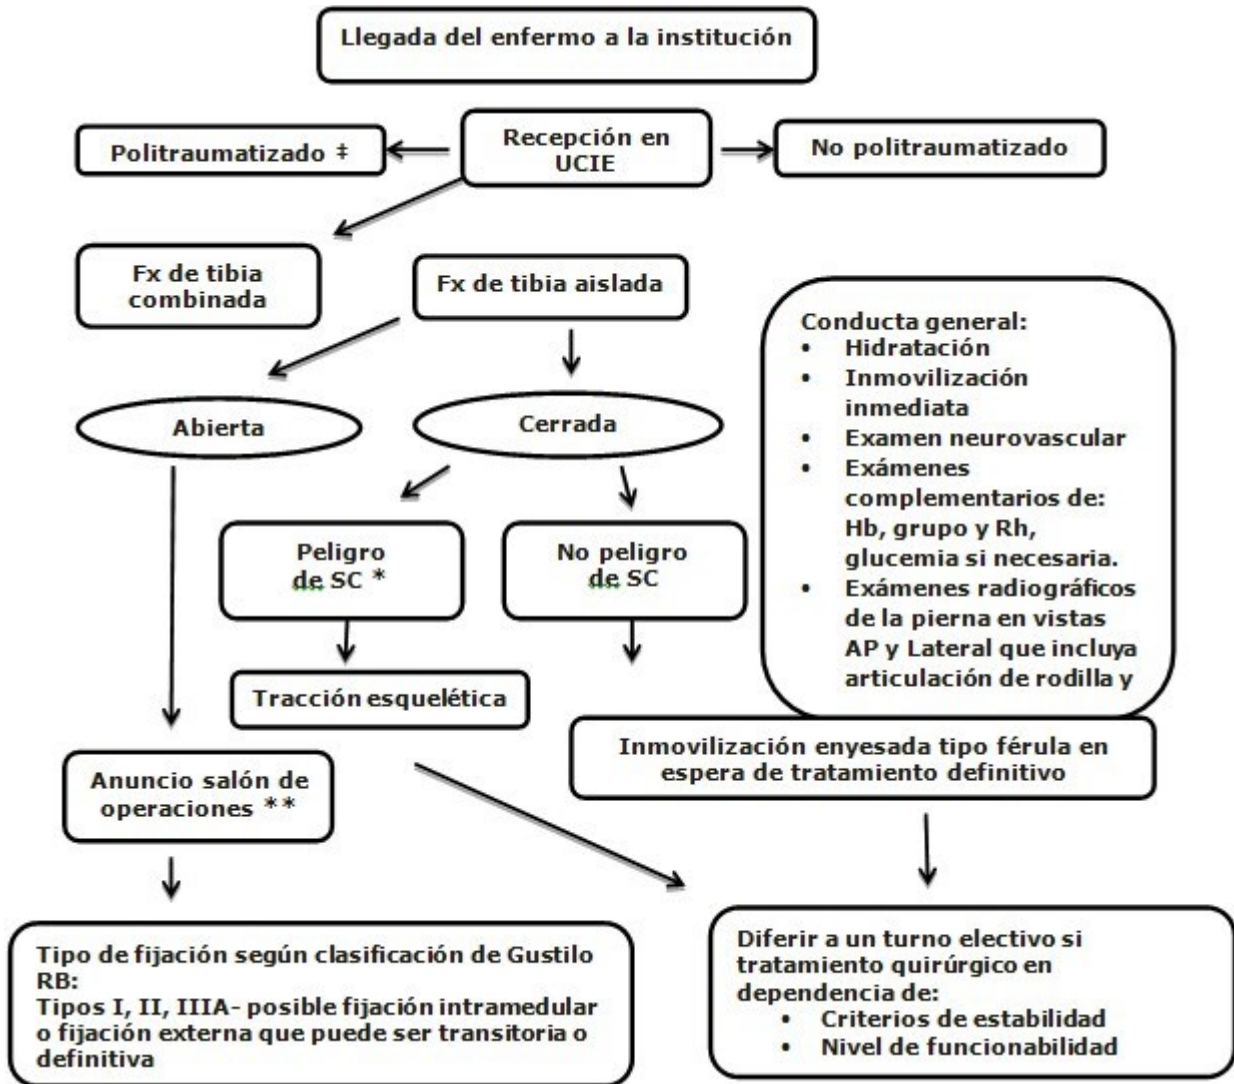 Llegada del enfermo a la institución
Politraumatizado ‡
Recepción en
UCIE
No politraumatizado
Fx de tibia
combinada
Fx de tibia aislada
Conducta general:
• Hidratación
• Inmovilización
inmediata
• Examen neurovascular
• Exámenes
complementarios de:
Hb, grupo y Rh,
glucemia si necesaria.
• Exámenes radiográficos
de la pierna en vistas
AP y Lateral que incluya
articulación de rodilla y
Abierta
Cerrada
Peligro
de SC *
No peligro
de SC
Tracción esquelética
Inmovilización enyesada tipo férula en
espera de tratamiento definitivo
Anuncio salón de
operaciones **
Tipo de fijación según clasificación de Gustilo
RB:
Tipos I, II, IIIA- posible fijación intramedular
o fijación externa que puede ser transitoria o
definitiva
Diferir a un turno electivo si
tratamiento quirúrgico en
dependencia de:
• Criterios de estabilidad
• Nivel de funcionabilidad